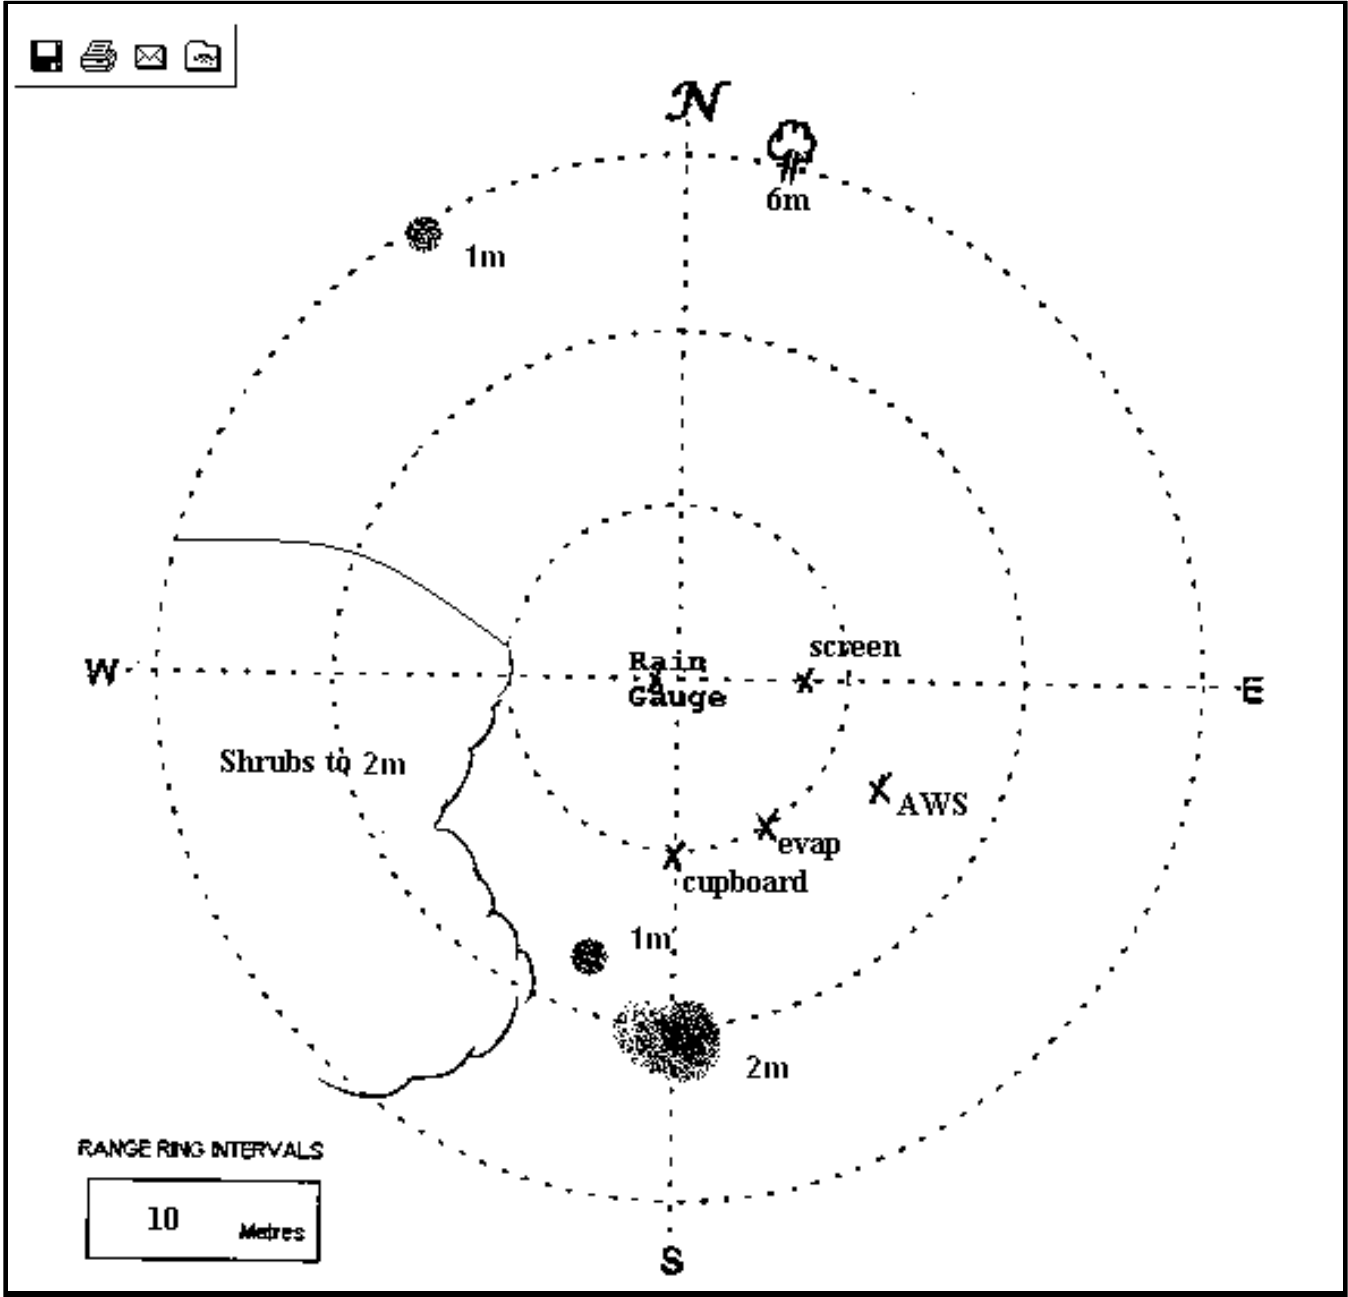 N
6m
1m
screen
Rain
Gauge
W
E
Shrubs to 2m
AWS
evap
cupboard
1m
2m
RANGE RING INTERVALS
10 Metres
S